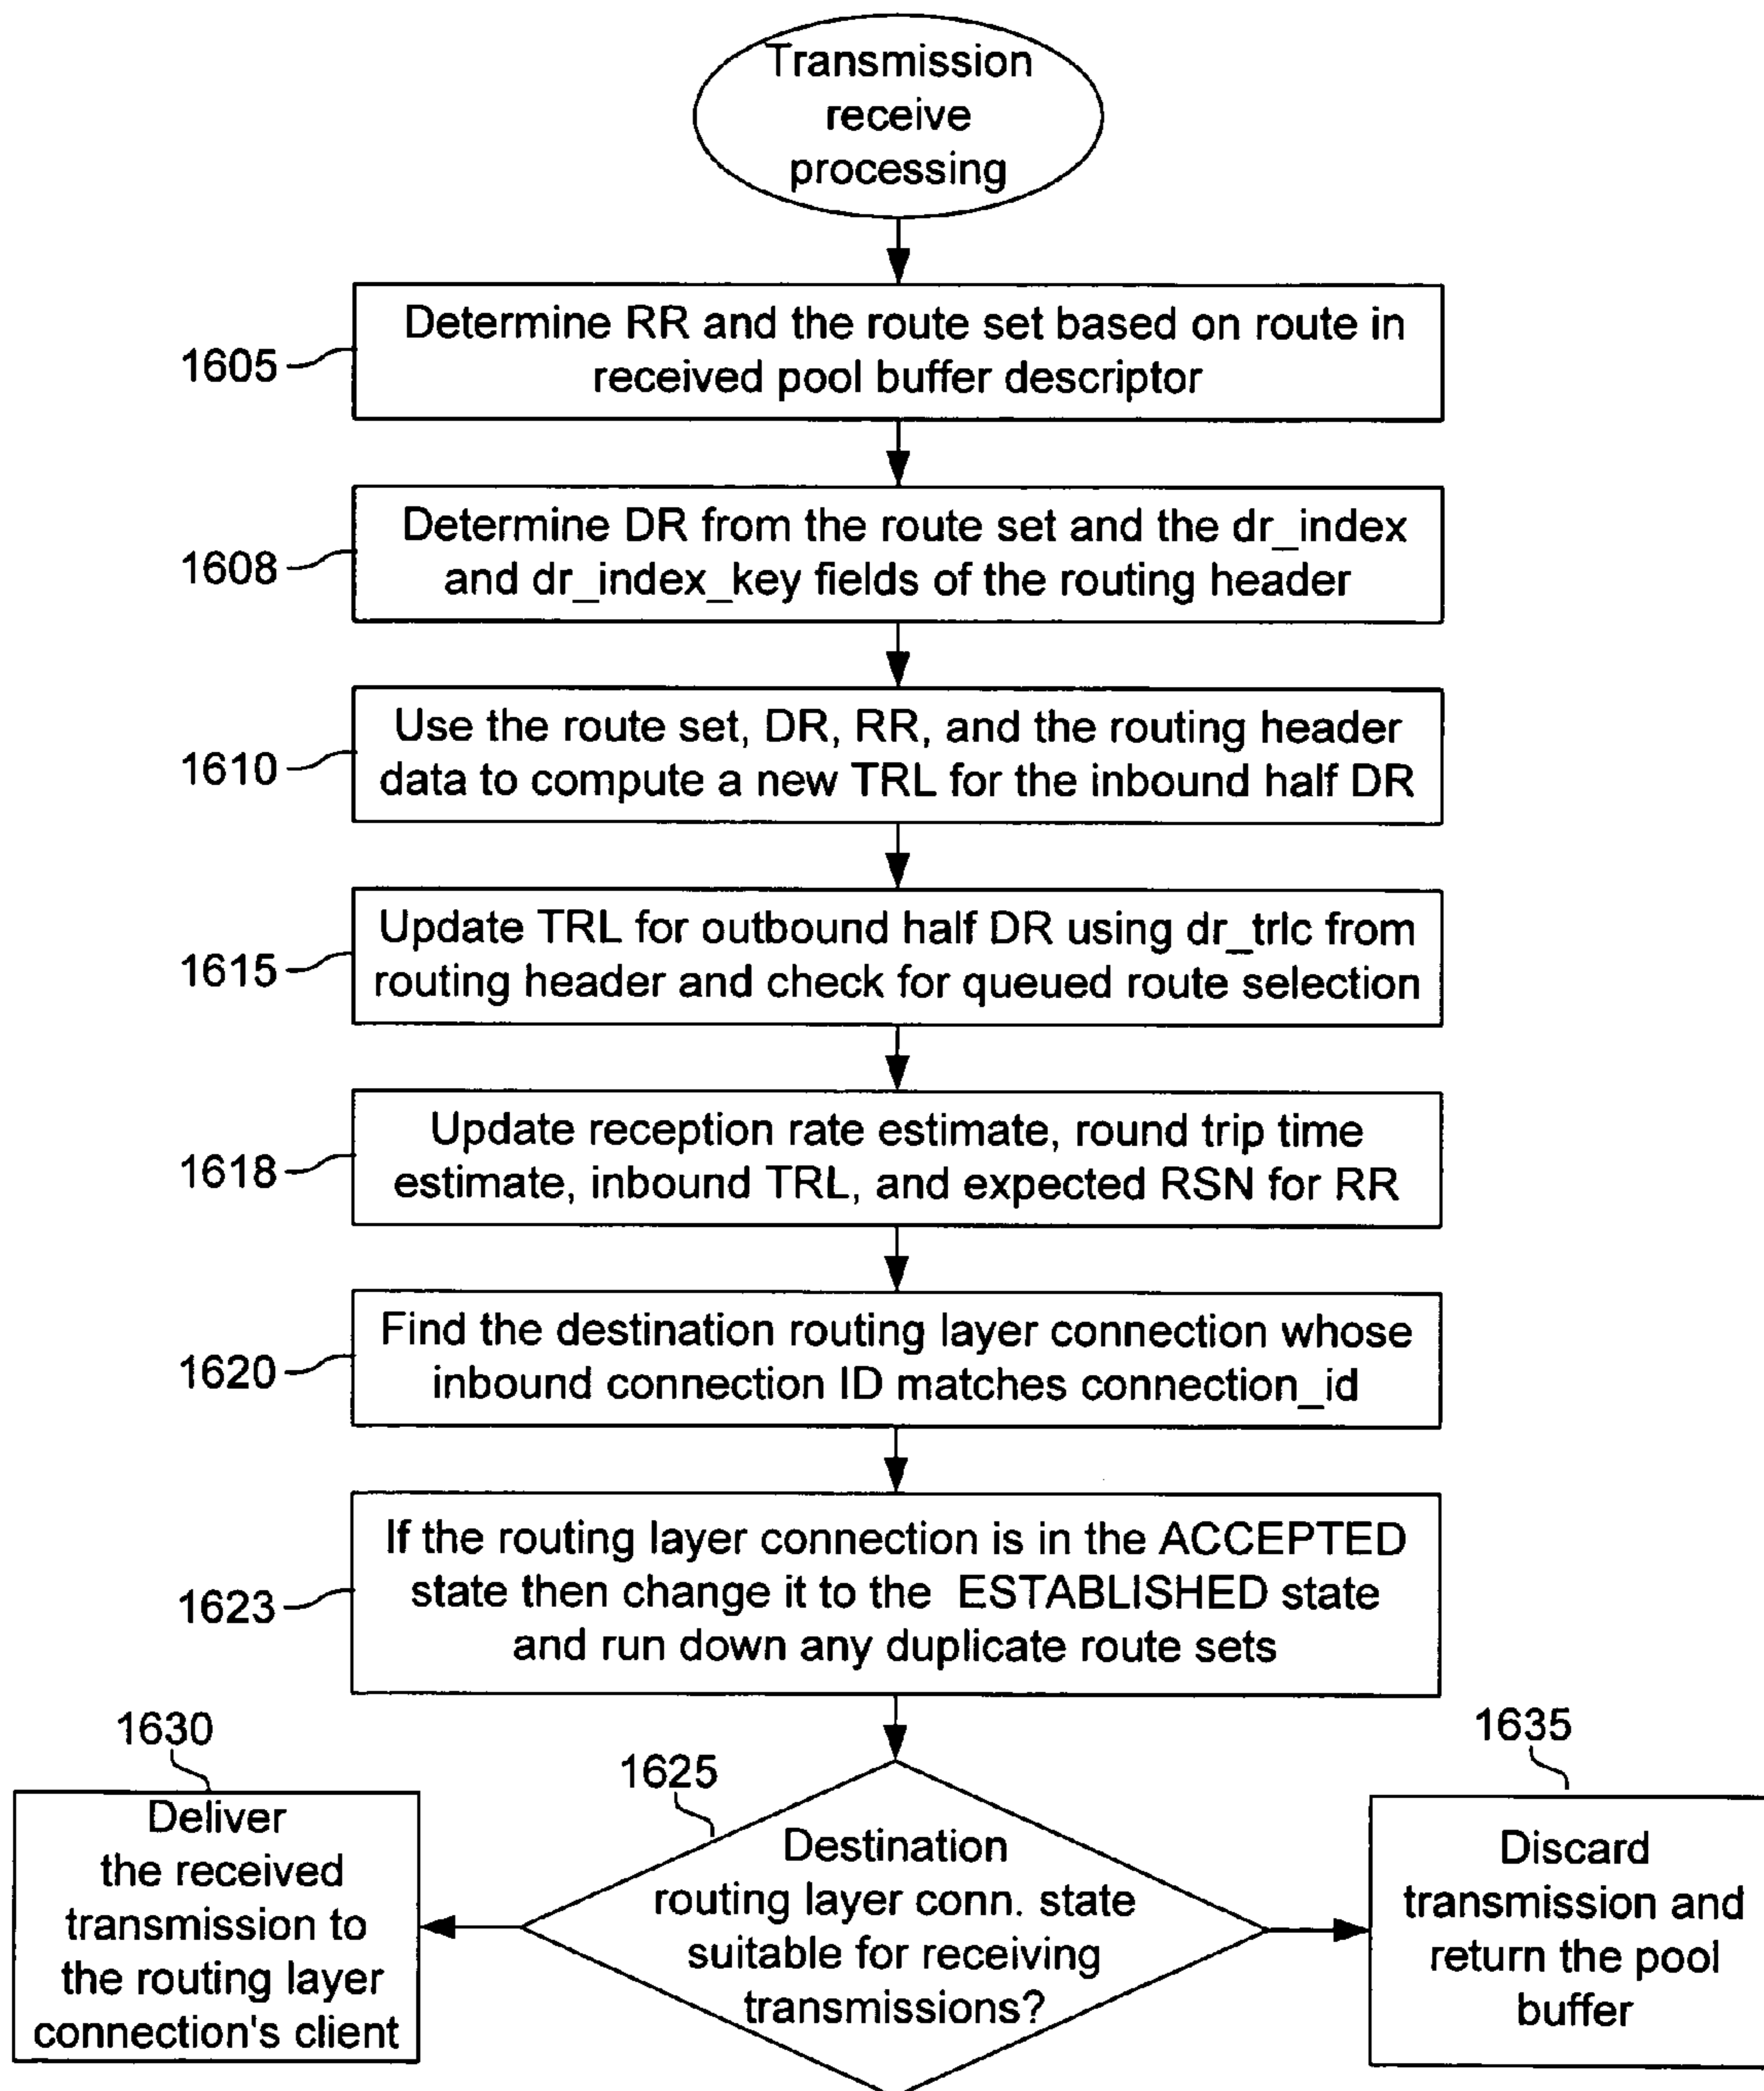 Transmission
receive
processing
1605
Determine RR and the route set based on route in
received pool buffer descriptor
1608
Determine DR from the route set and the dr_index
and dr_index_key fields of the routing header
1610
Use the route set, DR, RR, and the routing header
data to compute a new TRL for the inbound half DR
1615
Update TRL for outbound half DR using dr_trlc from
routing header and check for queued route selection
1618
Update reception rate estimate, round trip time
estimate, inbound TRL, and expected RSN for RR
1620
Find the destination routing layer connection whose
inbound connection ID matches connection_id
1623
If the routing layer connection is in the ACCEPTED
state then change it to the ESTABLISHED state
and run down any duplicate route sets
1630
Deliver
the received
transmission to
the routing layer
connection's client
1625
Destination
routing layer conn. state
suitable for receiving
transmissions?
1635
Discard
transmission and
return the pool
buffer